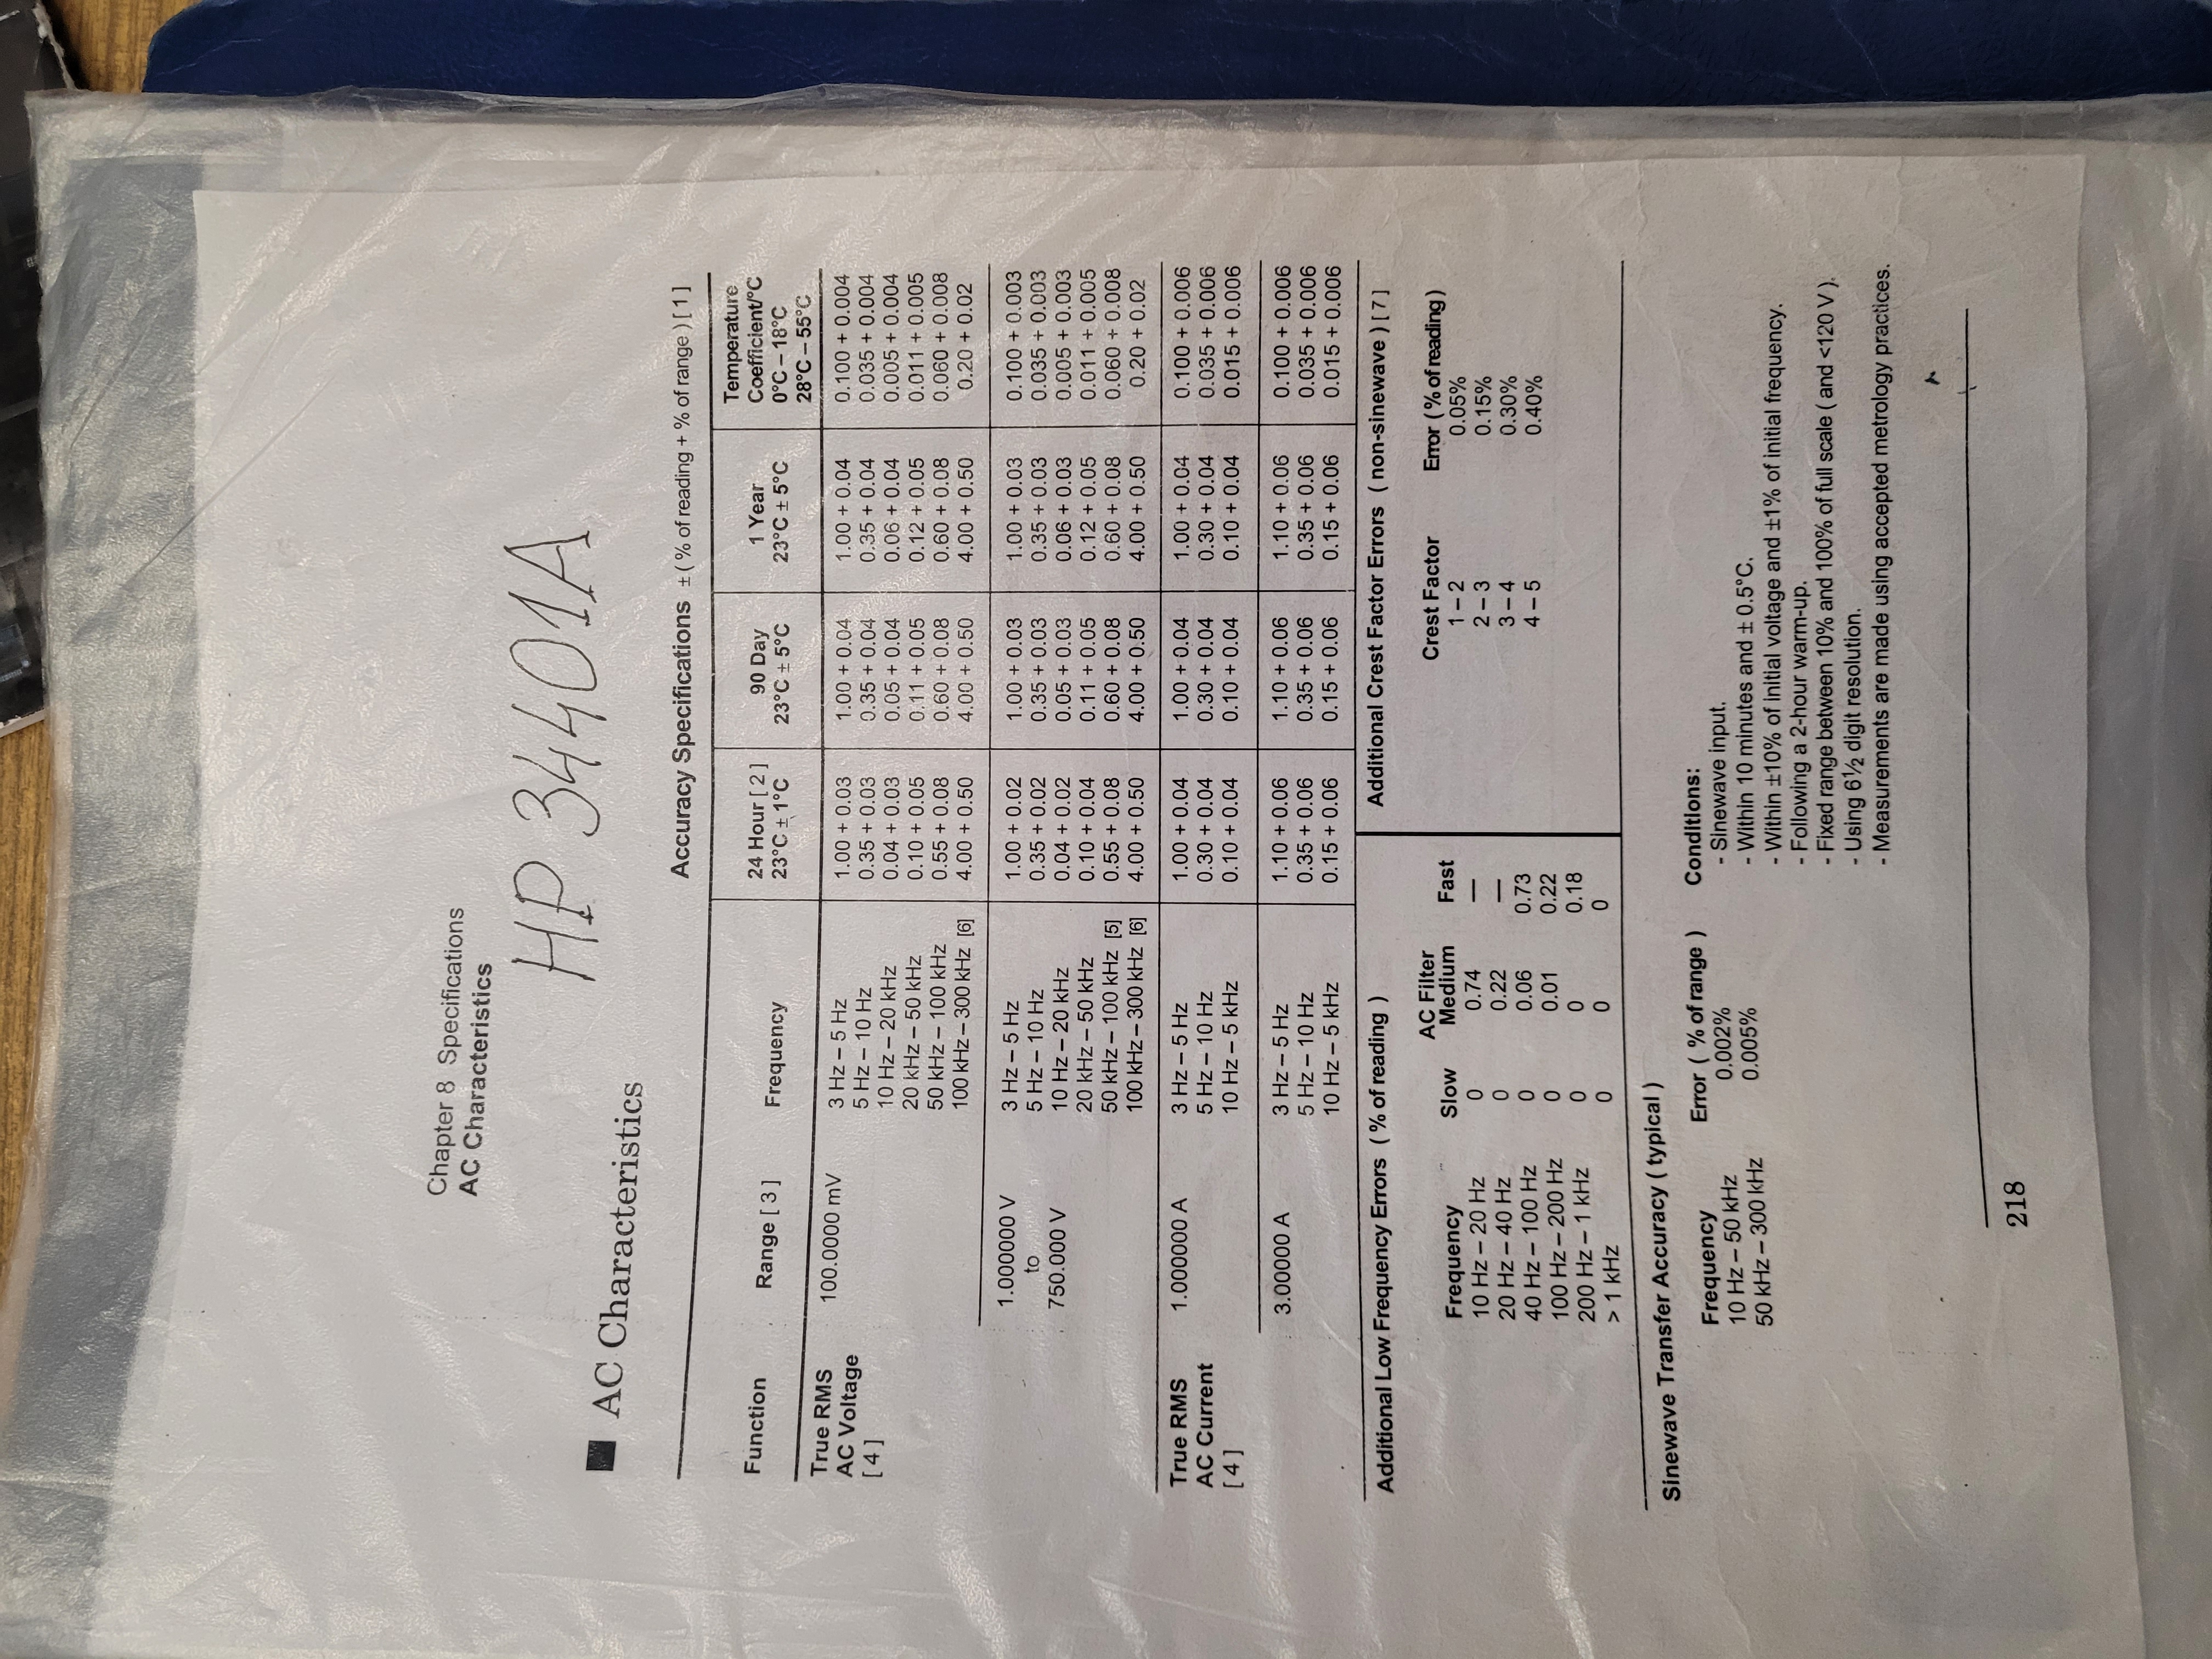 Chapter 8 Specifications
AC Characteristics
HP 34401A
■ AC Characteristics
Accuracy Specifications ± ( % of reading + % of range ) [ 1 ]
Function Range [ 3 ] Frequency 24 Hour [ 2 ] 23°C ± 1°C 90 Day 23°C ± 5°C 1 Year 23°C ± 5°C Temperature Coefficient/°C 0°C – 18°C 28°C – 55°C
True RMS AC Voltage [ 4 ]
100.0000 mV 3 Hz – 5 Hz 1.00 + 0.03 1.00 + 0.04 1.00 + 0.04 0.100 + 0.004
5 Hz – 10 Hz 0.35 + 0.03 0.35 + 0.04 0.35 + 0.04 0.035 + 0.004
10 Hz – 20 kHz 0.04 + 0.03 0.05 + 0.04 0.06 + 0.04 0.005 + 0.004
20 kHz – 50 kHz 0.10 + 0.05 0.11 + 0.05 0.12 + 0.05 0.011 + 0.005
50 kHz – 100 kHz 0.55 + 0.08 0.60 + 0.08 0.60 + 0.08 0.060 + 0.008
100 kHz – 300 kHz [6] 4.00 + 0.50 4.00 + 0.50 4.00 + 0.50 0.20 + 0.02
1.000000 V to 750.000 V
3 Hz – 5 Hz 1.00 + 0.02 1.00 + 0.03 1.00 + 0.03 0.100 + 0.003
5 Hz – 10 Hz 0.35 + 0.02 0.35 + 0.03 0.35 + 0.03 0.035 + 0.003
10 Hz – 20 kHz 0.04 + 0.02 0.05 + 0.03 0.06 + 0.03 0.005 + 0.003
20 kHz – 50 kHz 0.10 + 0.04 0.11 + 0.05 0.12 + 0.05 0.011 + 0.005
50 kHz – 100 kHz [5] 0.55 + 0.08 0.60 + 0.08 0.60 + 0.08 0.060 + 0.008
100 kHz – 300 kHz [6] 4.00 + 0.50 4.00 + 0.50 4.00 + 0.50 0.20 + 0.02
True RMS AC Current [ 4 ]
1.000000 A 3 Hz – 5 Hz 1.00 + 0.04 1.00 + 0.04 1.00 + 0.04 0.100 + 0.006
5 Hz – 10 Hz 0.30 + 0.04 0.30 + 0.04 0.30 + 0.04 0.035 + 0.006
10 Hz – 5 kHz 0.10 + 0.04 0.10 + 0.04 0.10 + 0.04 0.015 + 0.006
3.00000 A 3 Hz – 5 Hz 1.10 + 0.06 1.10 + 0.06 1.10 + 0.06 0.100 + 0.006
5 Hz – 10 Hz 0.35 + 0.06 0.35 + 0.06 0.35 + 0.06 0.035 + 0.006
10 Hz – 5 kHz 0.15 + 0.06 0.15 + 0.06 0.15 + 0.06 0.015 + 0.006
Additional Low Frequency Errors ( % of reading )
AC Filter
Frequency Slow Medium Fast
10 Hz – 20 Hz 0 0.74 —
20 Hz – 40 Hz 0 0.22 —
40 Hz – 100 Hz 0 0.06 0.73
100 Hz – 200 Hz 0 0.01 0.22
200 Hz – 1 kHz 0 0 0.18
> 1 kHz 0 0 0
Additional Crest Factor Errors ( non-sinewave ) [ 7 ]
Crest Factor Error ( % of reading )
1 – 2 0.05%
2 – 3 0.15%
3 – 4 0.30%
4 – 5 0.40%
Sinewave Transfer Accuracy ( typical )
Frequency Error ( % of range )
10 Hz – 50 kHz 0.002%
50 kHz – 300 kHz 0.005%
Conditions:
- Sinewave input.
- Within 10 minutes and ± 0.5°C.
- Within ±10% of initial voltage and ±1% of initial frequency.
- Following a 2-hour warm-up.
- Fixed range between 10% and 100% of full scale ( and <120 V ).
- Using 6½ digit resolution.
- Measurements are made using accepted metrology practices.
218